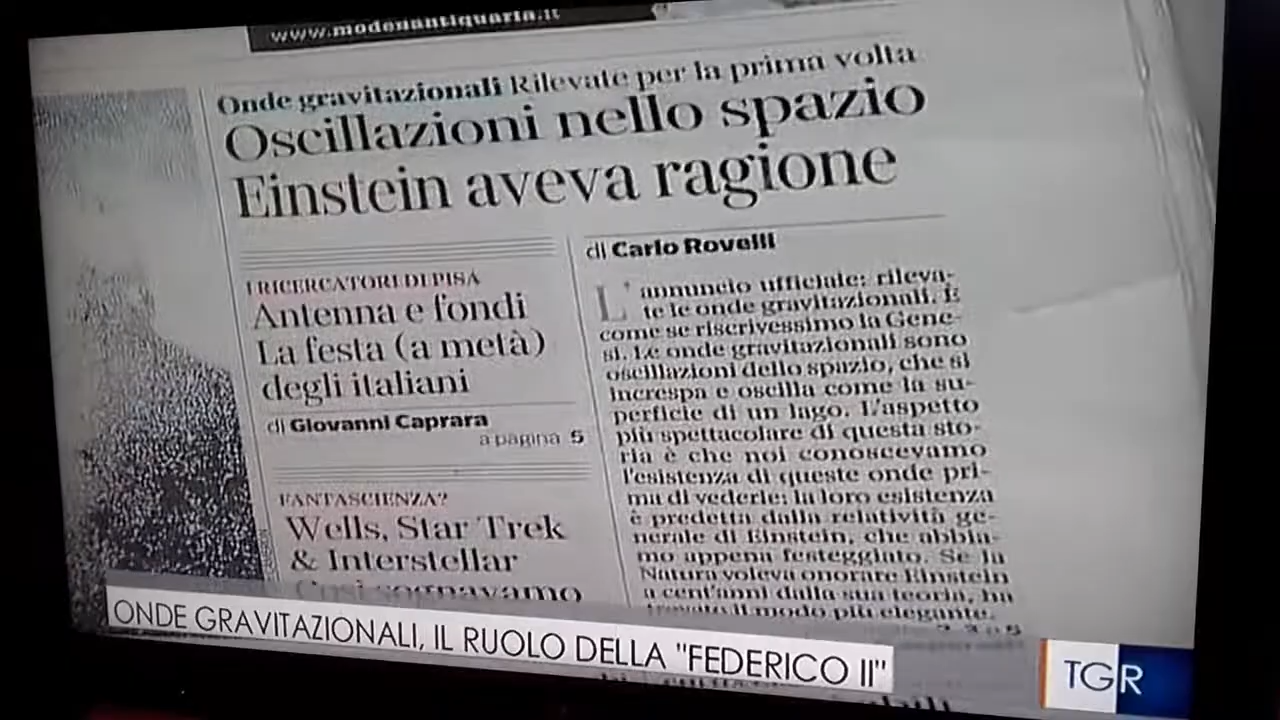 www.modenantiquaria.it
Onde gravitazionali Rilevate per la prima volta
Oscillazioni nello spazio
Einstein aveva ragione
I RICERCATORI DI PISA
Antenna e fondi
La festa (a metà)
degli italiani
di Giovanni Caprara
a pagina 5
FANTASCIENZA?
Wells, Star Trek
& Interstellar
Così sognavamo
di Carlo Rovelli
L'annuncio ufficiale: rileva-
te le onde gravitazionali. È
come se riscrivessimo la Gene-
si. Le onde gravitazionali sono
oscillazioni dello spazio, che si
increspa e oscilla come la su-
perficie di un lago. L'aspetto
più spettacolare di questa sto-
ria è che noi conoscevamo
l'esistenza di queste onde pri-
ma di vederle: la loro esistenza
è predetta dalla relatività ge-
nerale di Einstein, che abbia-
mo appena festeggiato. Se la
Natura voleva onorare Einstein
a cent'anni dalla sua teoria, ha
trovato il modo più elegante.
ONDE GRAVITAZIONALI, IL RUOLO DELLA "FEDERICO II"
TGR